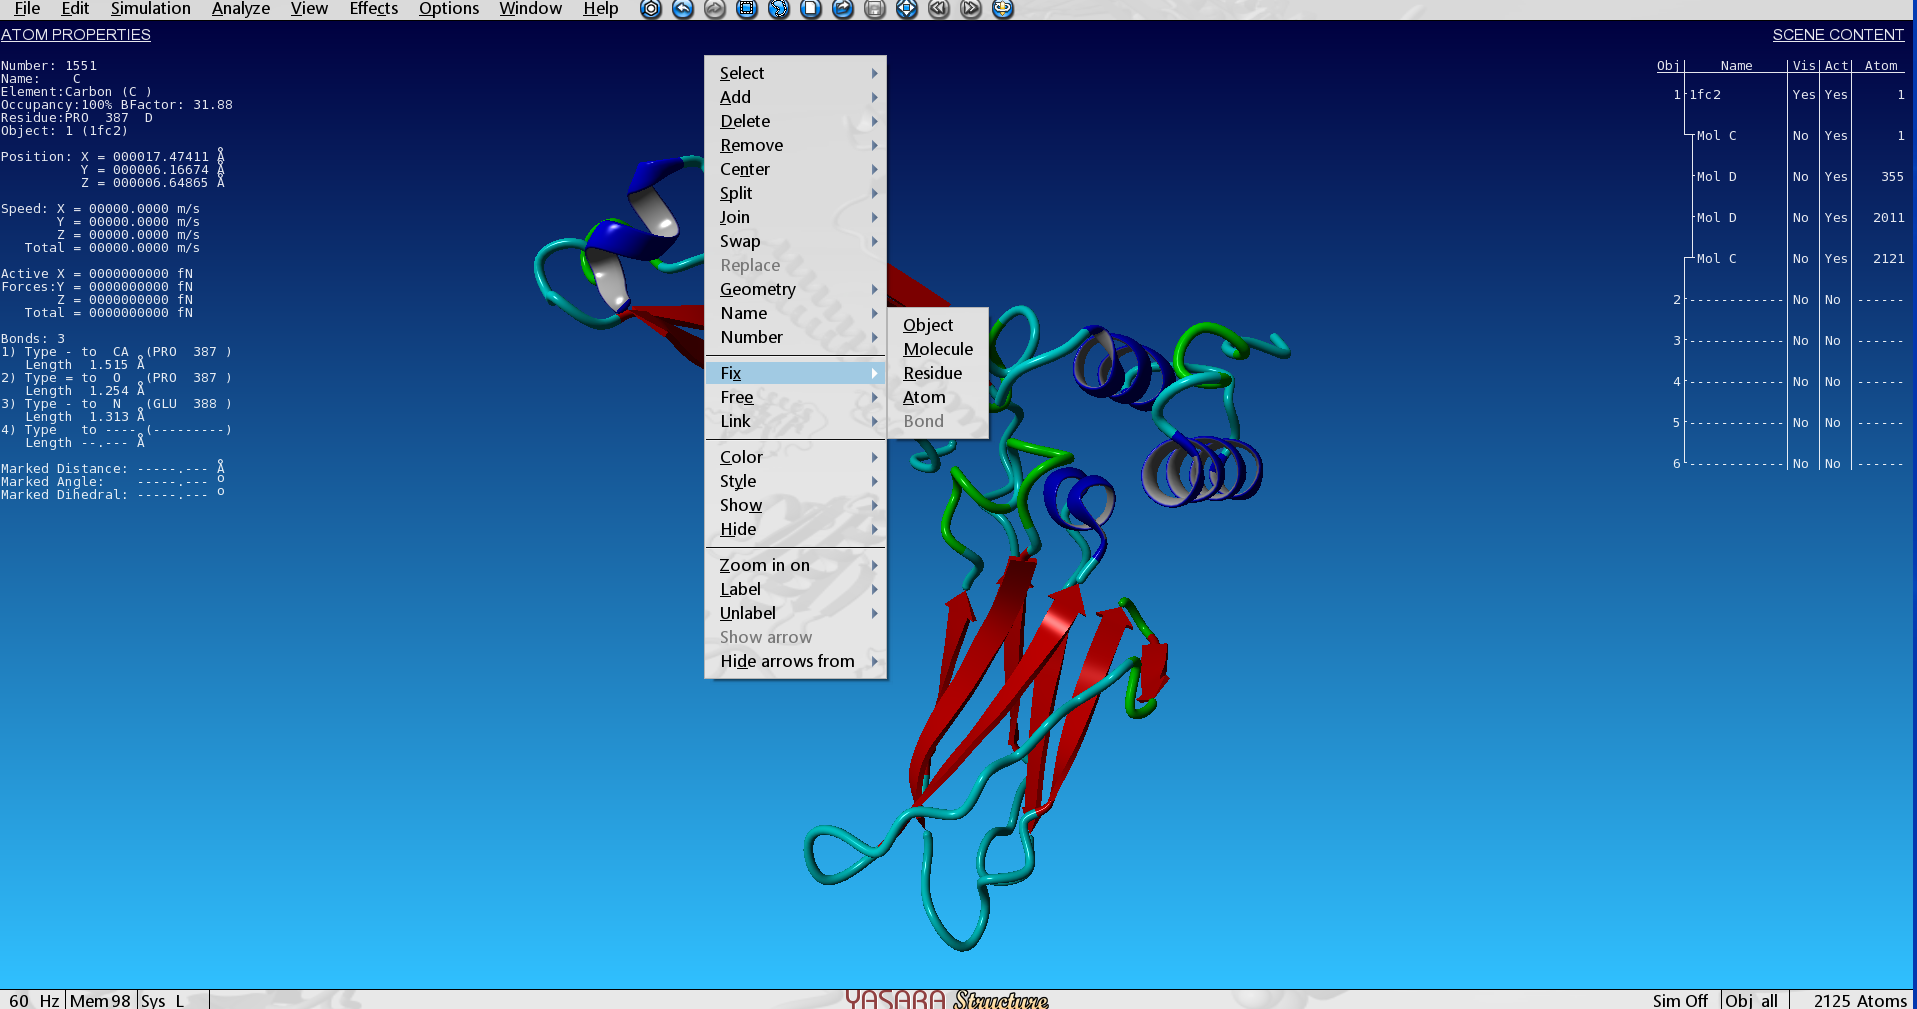 File Edit Simulation Analyze View Effects Options Window Help
ATOM PROPERTIES
Number: 1551
Name: C
Element:Carbon (C )
Occupancy:100% BFactor: 31.88
Residue:PRO 387 D
Object: 1 (1fc2)
Position: X = 000017.47411 Å
Y = 000006.16674 Å
Z = 000006.64865 Å
Speed: X = 00000.0000 m/s
Y = 00000.0000 m/s
Z = 00000.0000 m/s
Total = 00000.0000 m/s
Active X = 0000000000 fN
Forces:Y = 0000000000 fN
Z = 0000000000 fN
Total = 0000000000 fN
Bonds: 3
1) Type - to CA (PRO 387 )
Length 1.515 Å
2) Type = to O (PRO 387 )
Length 1.254 Å
3) Type - to N (GLU 388 )
Length 1.313 Å
4) Type to ---- (---------)
Length --.--- Å
Marked Distance: -----.--- Å
Marked Angle: -----.--- o
Marked Dihedral: -----.--- o
Select
Add
Delete
Remove
Center
Split
Join
Swap
Replace
Geometry
Name
Number
Fix
Free
Link
Color
Style
Show
Hide
Zoom in on
Label
Unlabel
Show arrow
Hide arrows from
Object
Molecule
Residue
Atom
Bond
SCENE CONTENT
Obj Name Vis Act Atom
1 1fc2 Yes Yes 1
Mol C No Yes 1
Mol D No Yes 355
Mol D No Yes 2011
Mol C No Yes 2121
2 ------------ No No ------
3 ------------ No No ------
4 ------------ No No ------
5 ------------ No No ------
6 ------------ No No ------
60 Hz Mem 98 Sys L YASARA Structure Sim Off Obj all 2125 Atoms